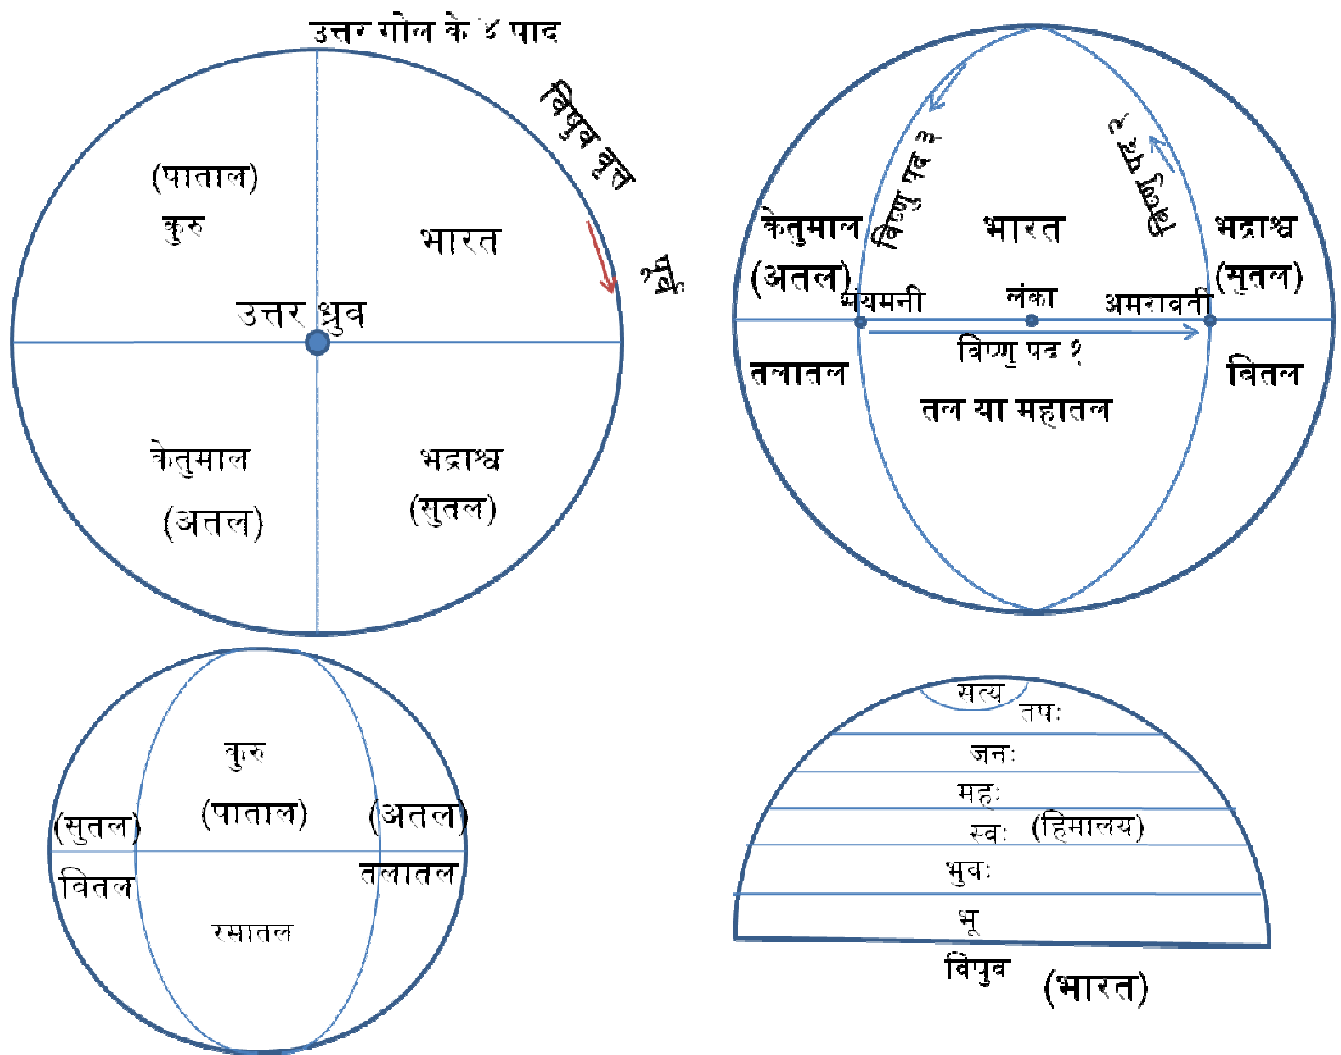 उत्तर गोल के ४ पाद
विषुव वृत्त
पूर्व
(पाताल)
कुरु
भारत
उत्तर ध्रुव
केतुमाल
(अतल)
भद्राश्व
(सुतल)
विष्णु पद ३
विष्णु पद २
केतुमाल
(अतल)
भारत
भद्राश्व
(सुतल)
संयमनी
लंका
अमरावती
विष्णु पद १
तलातल
वितल
तल या महातल
कुरु
(पाताल)
(सुतल)
(अतल)
वितल
तलातल
रसातल
सत्य
तपः
जनः
महः
स्वः (हिमालय)
भुवः
भू
विषुव (भारत)